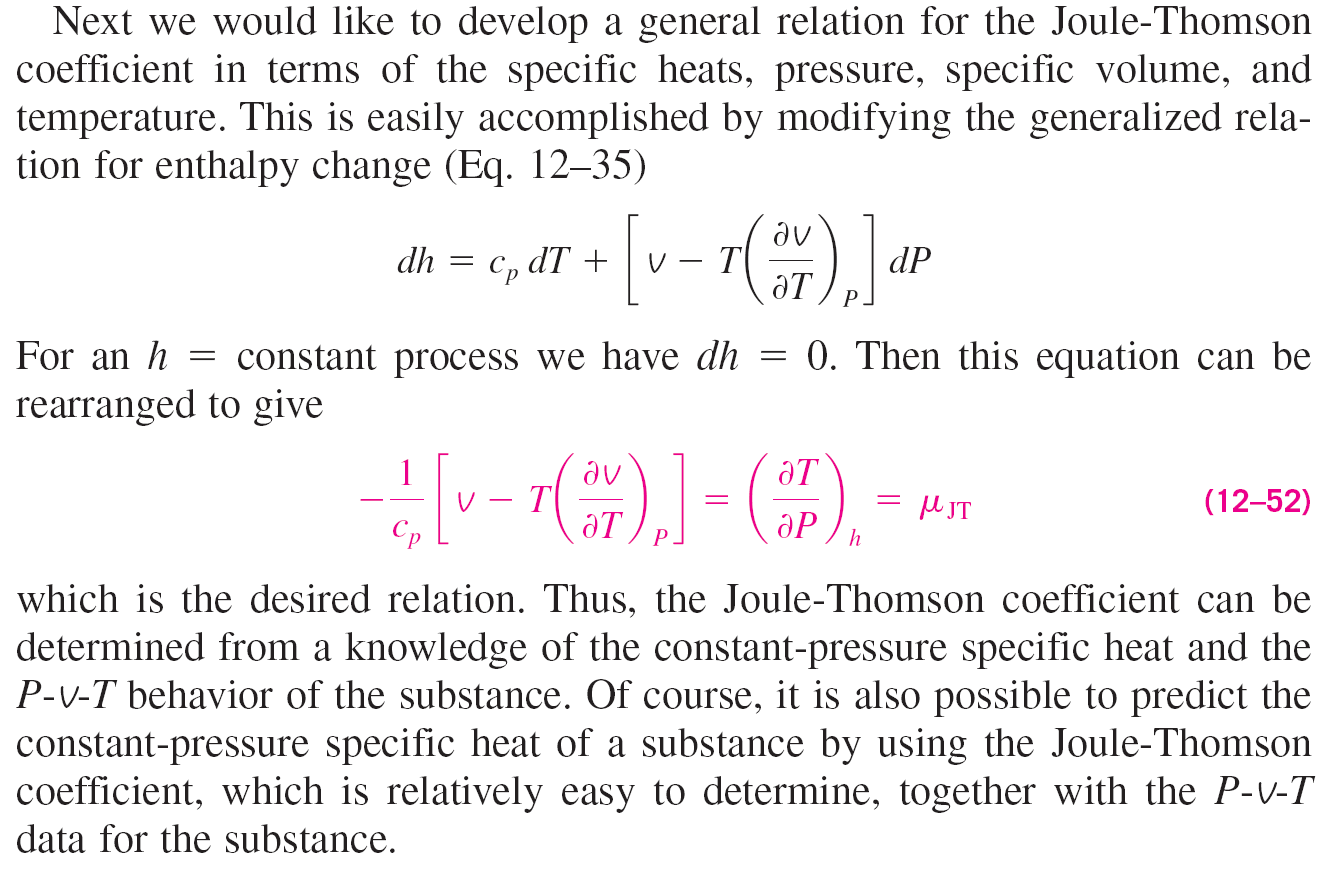 Next we would like to develop a general relation for the Joule-Thomson
coefficient in terms of the specific heats, pressure, specific volume, and
temperature. This is easily accomplished by modifying the generalized rela-
tion for enthalpy change (Eq. 12–35)
dh = c_p dT + [v − T(∂v/∂T)_P] dP
For an h = constant process we have dh = 0. Then this equation can be
rearranged to give
−1/c_p [v − T(∂v/∂T)_P] = (∂T/∂P)_h = μ_JT (12–52)
which is the desired relation. Thus, the Joule-Thomson coefficient can be
determined from a knowledge of the constant-pressure specific heat and the
P-v-T behavior of the substance. Of course, it is also possible to predict the
constant-pressure specific heat of a substance by using the Joule-Thomson
coefficient, which is relatively easy to determine, together with the P-v-T
data for the substance.